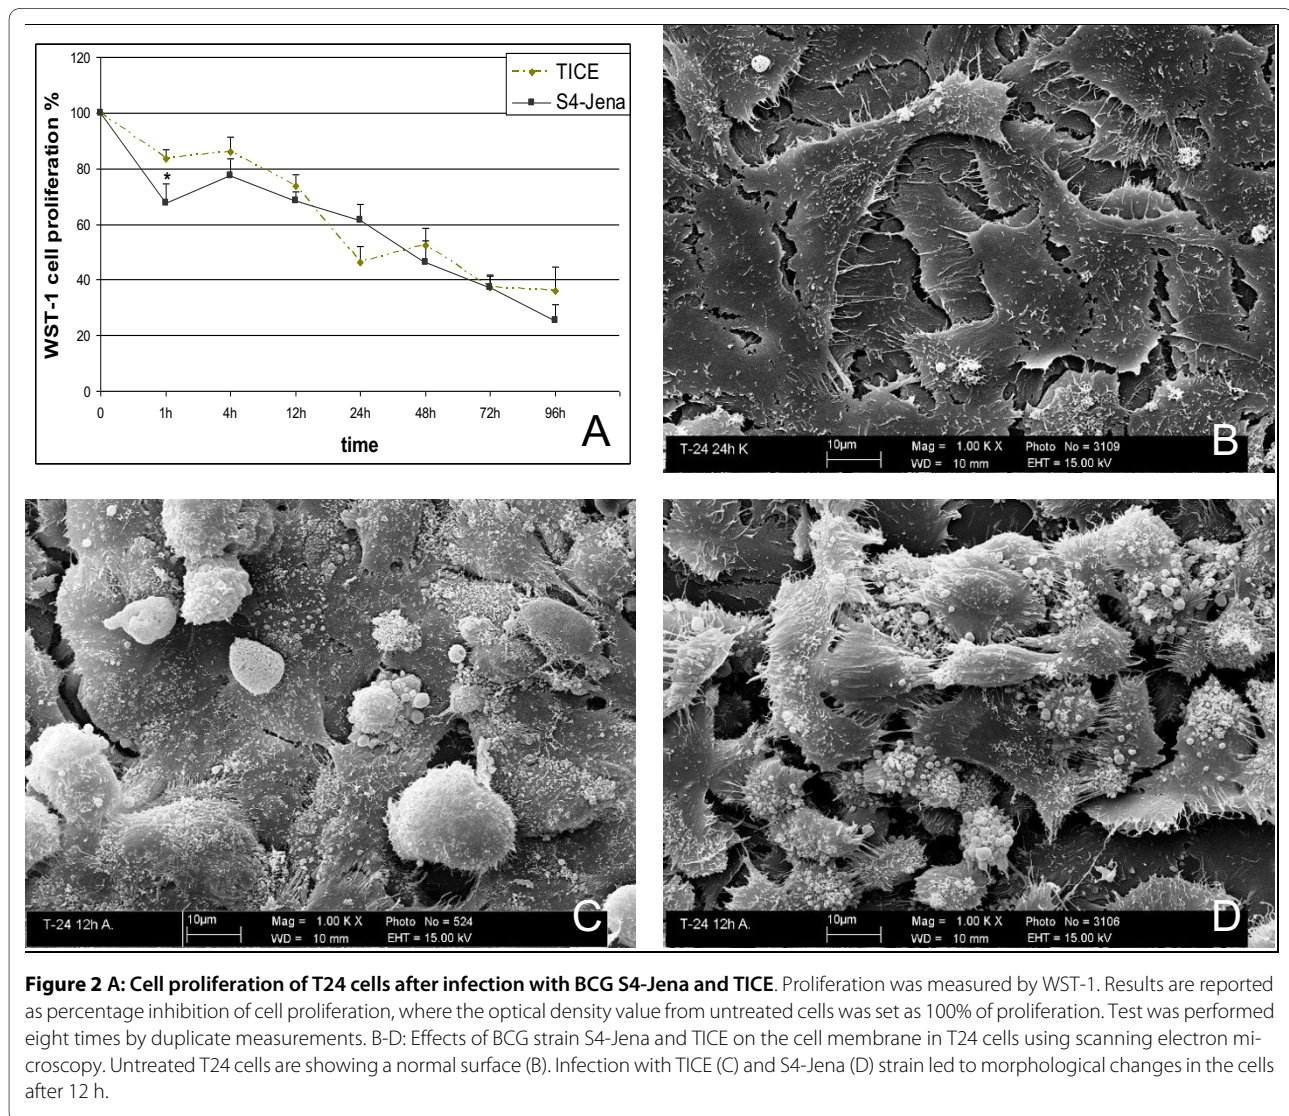 120
100
80
60
40
20
0
WST-1 cell proliferation %
TICE
S4-Jena
*
0 1h 4h 12h 24h 48h 72h 96h
time
A
T-24 24h K 10µm Mag = 1.00 K X Photo No = 3109
WD = 10 mm EHT = 15.00 kV
B
T-24 12h A. 10µm Mag = 1.00 K X Photo No = 524
WD = 10 mm EHT = 15.00 kV
C
T-24 12h A. 10µm Mag = 1.00 K X Photo No = 3106
WD = 10 mm EHT = 15.00 kV
D
Figure 2 A: Cell proliferation of T24 cells after infection with BCG S4-Jena and TICE. Proliferation was measured by WST-1. Results are reported
as percentage inhibition of cell proliferation, where the optical density value from untreated cells was set as 100% of proliferation. Test was performed
eight times by duplicate measurements. B-D: Effects of BCG strain S4-Jena and TICE on the cell membrane in T24 cells using scanning electron mi-
croscopy. Untreated T24 cells are showing a normal surface (B). Infection with TICE (C) and S4-Jena (D) strain led to morphological changes in the cells
after 12 h.